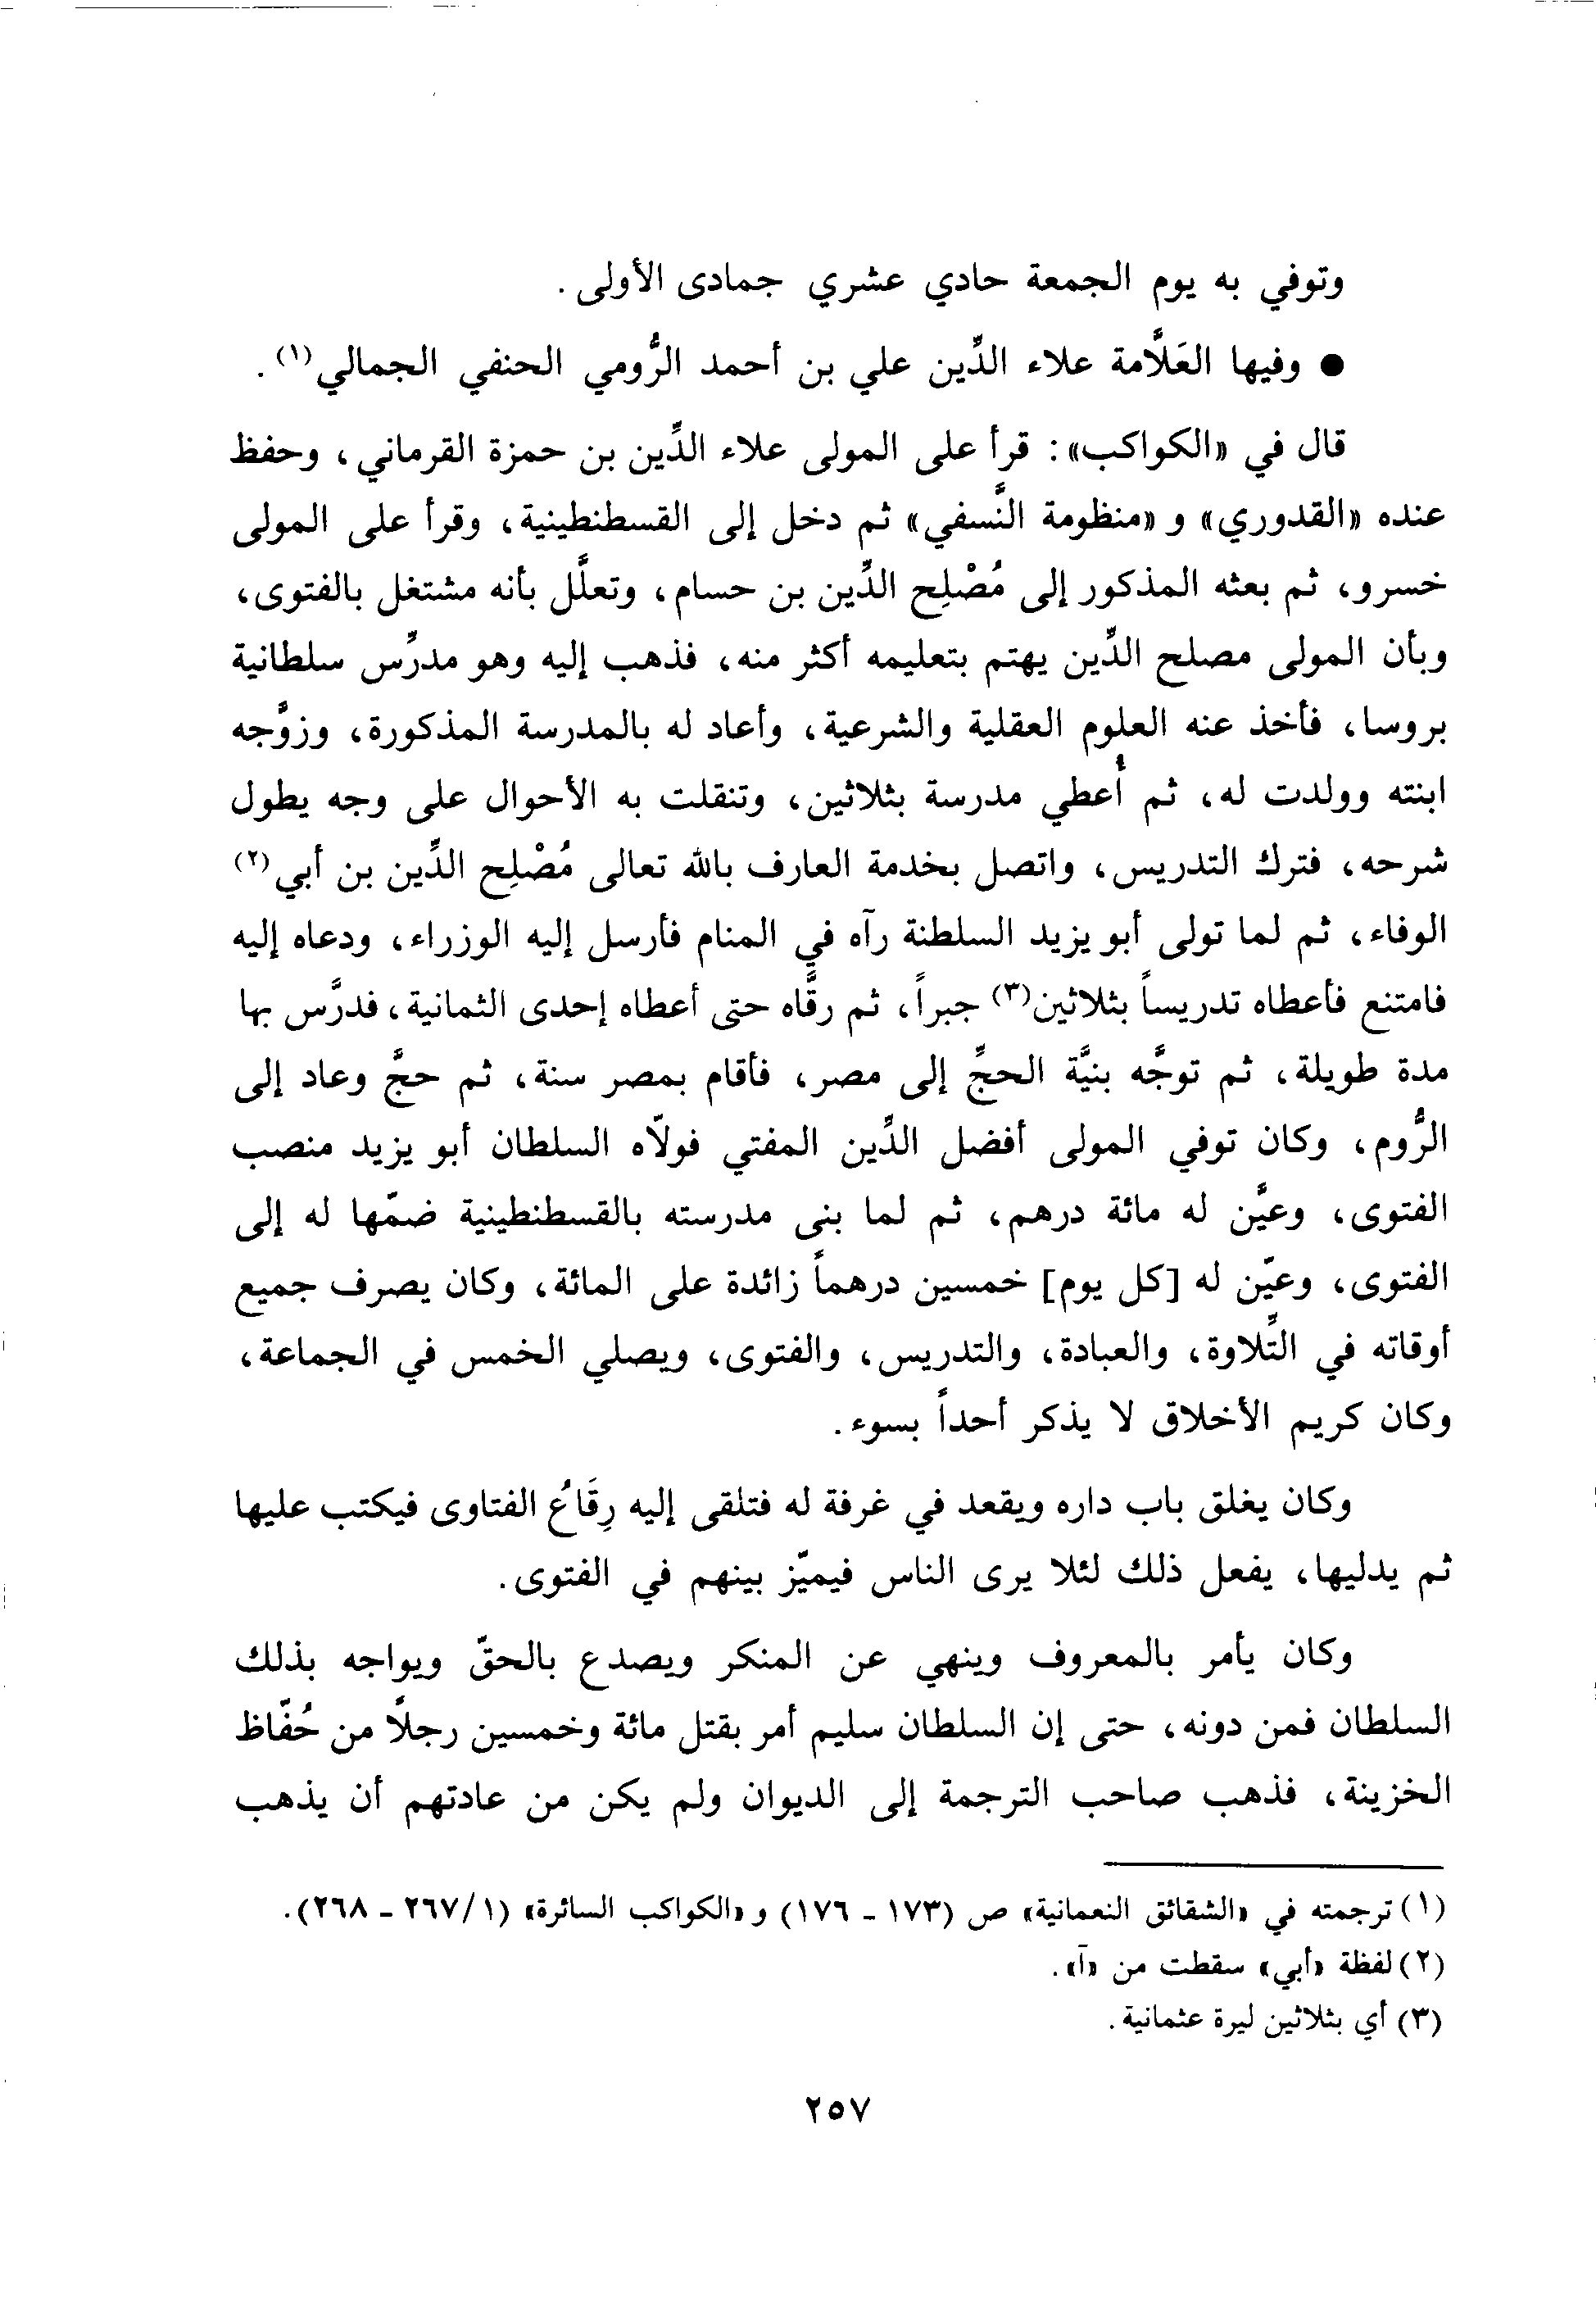 وتوفي به يوم الجمعة حادي عشري جمادى الأولى.
● وفيها العَلَّامة علاء الدِّين علي بن أحمد الرُّومي الحنفي الجمالي(١).
قال في «الكواكب»: قرأ على المولى علاء الدِّين بن حمزة القرماني، وحفظ
عنده «القدوري» و «منظومة النَّسفي» ثم دخل إلى القسطنطينية، وقرأ على المولى
خسرو، ثم بعثه المذكور إلى مُصْلِح الدِّين بن حسام، وتعلَّل بأنه مشتغل بالفتوى،
وبأن المولى مصلح الدِّين يهتم بتعليمه أكثر منه، فذهب إليه وهو مدرِّس سلطانية
بروسا، فأخذ عنه العلوم العقلية والشرعية، وأعاد له بالمدرسة المذكورة، وزوَّجه
ابنته وولدت له، ثم أُعطي مدرسة بثلاثين، وتنقلت به الأحوال على وجه يطول
شرحه، فترك التدريس، واتصل بخدمة العارف بالله تعالى مُصْلِح الدِّين بن أبي(٢)
الوفاء، ثم لما تولى أبو يزيد السلطنة رآه في المنام فأرسل إليه الوزراء، ودعاه إليه
فامتنع فأعطاه تدريساً بثلاثين(٣) جبراً، ثم رقَّاه حتى أعطاه إحدى الثمانية، فدرَّس بها
مدة طويلة، ثم توجَّه بنيَّة الحجِّ إلى مصر، فأقام بمصر سنة، ثم حجَّ وعاد إلى
الرُّوم، وكان توفي المولى أفضل الدِّين المفتي فولّاه السلطان أبو يزيد منصب
الفتوى، وعيَّن له مائة درهم، ثم لما بنى مدرسته بالقسطنطينية ضمّها له إلى
الفتوى، وعيّن له [كل يوم] خمسين درهماً زائدة على المائة، وكان يصرف جميع
أوقاته في التِّلاوة، والعبادة، والتدريس، والفتوى، ويصلي الخمس في الجماعة،
وكان كريم الأخلاق لا يذكر أحداً بسوء.
وكان يغلق باب داره ويقعد في غرفة له فتلقى إليه رِقَاعُ الفتاوى فيكتب عليها
ثم يدليها، يفعل ذلك لئلا يرى الناس فيميّز بينهم في الفتوى.
وكان يأمر بالمعروف وينهي عن المنكر ويصدع بالحقّ ويواجه بذلك
السلطان فمن دونه، حتى إن السلطان سليم أمر بقتل مائة وخمسين رجلاً من حُفّاظ
الخزينة، فذهب صاحب الترجمة إلى الديوان ولم يكن من عادتهم أن يذهب
(١) ترجمته في «الشقائق النعمانية» ص (١٧٣ - ١٧٦) و «الكواكب السائرة» (١/٢٦٧ - ٢٦٨).
(٢) لفظة «أبي» سقطت من «آ».
(٣) أي بثلاثين ليرة عثمانية.
٢٥٧